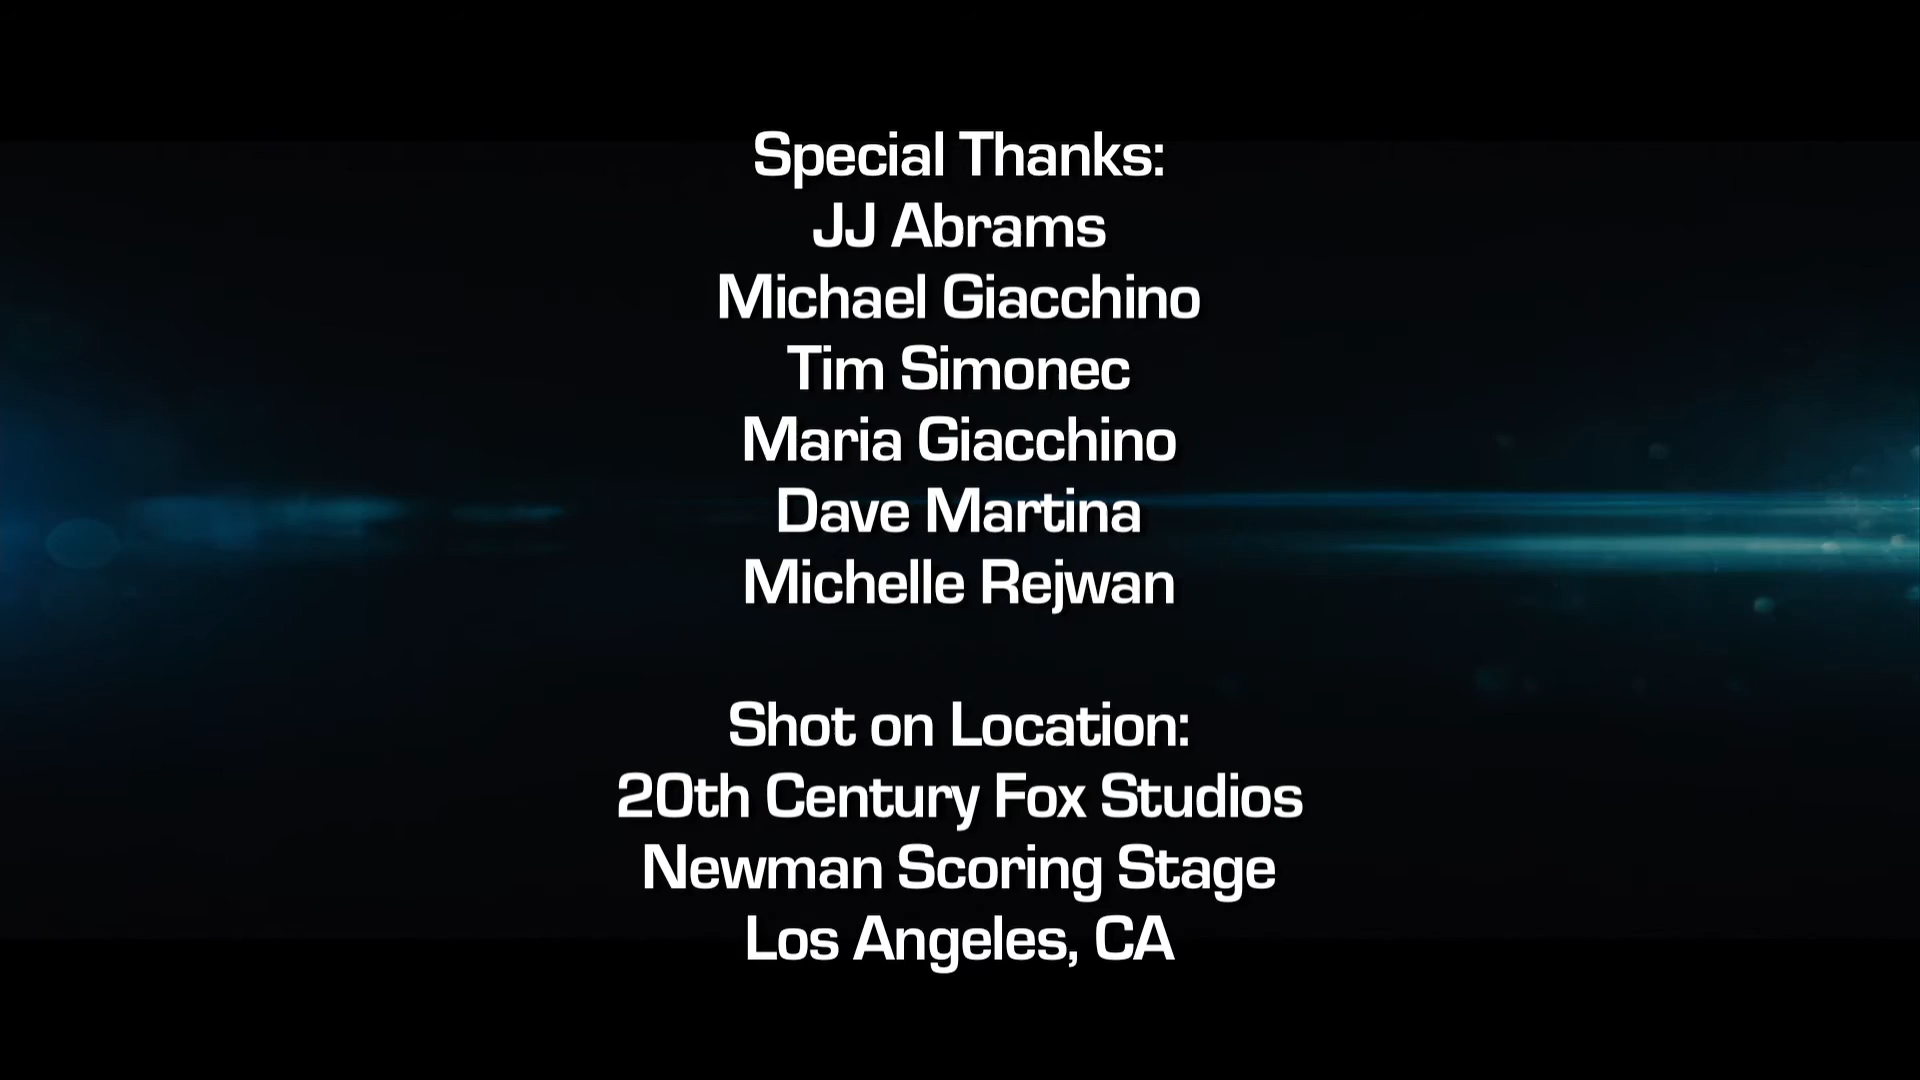 Special Thanks:
JJ Abrams
Michael Giacchino
Tim Simonec
Maria Giacchino
Dave Martina
Michelle Rejwan
Shot on Location:
20th Century Fox Studios
Newman Scoring Stage
Los Angeles, CA